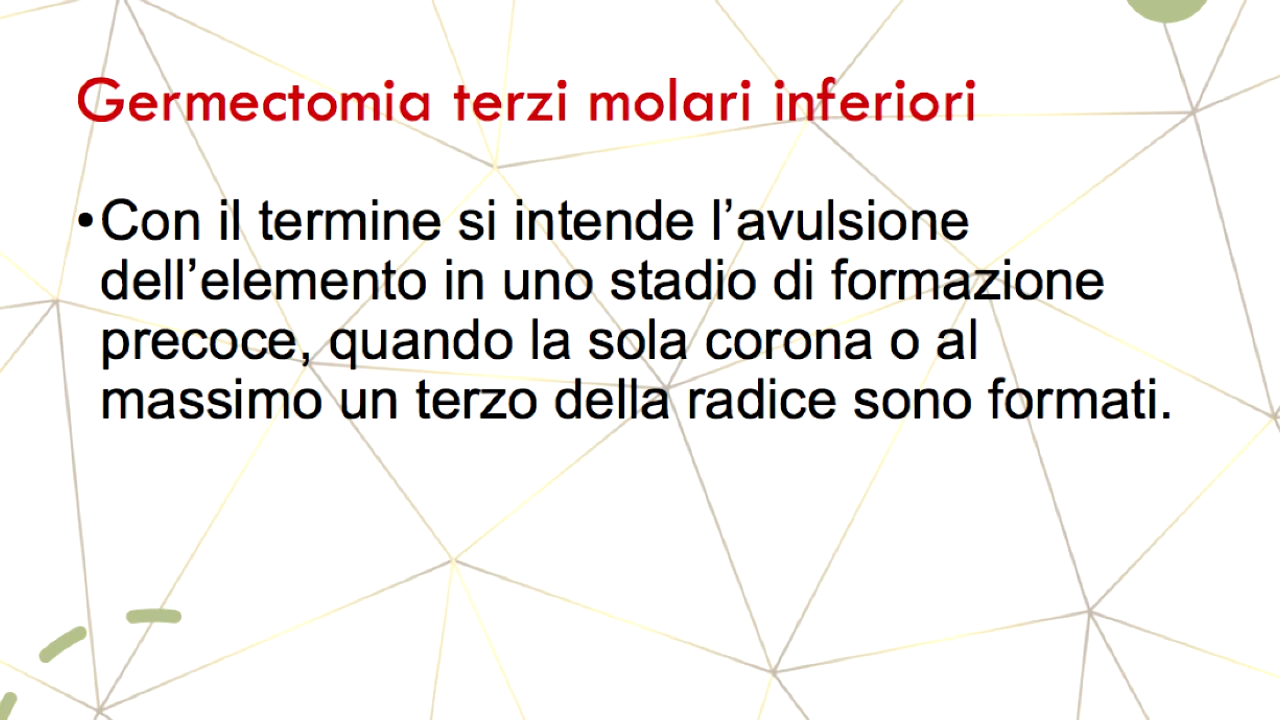 Germectomia terzi molari inferiori
•Con il termine si intende l’avulsione
dell’elemento in uno stadio di formazione
precoce, quando la sola corona o al
massimo un terzo della radice sono formati.